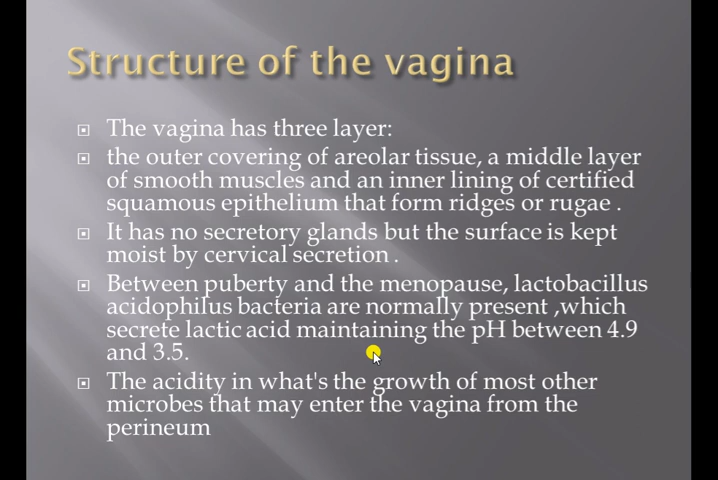 Structure of the vagina
The vagina has three layer:
the outer covering of areolar tissue, a middle layer
of smooth muscles and an inner lining of certified
squamous epithelium that form ridges or rugae .
It has no secretory glands but the surface is kept
moist by cervical secretion .
Between puberty and the menopause, lactobacillus
acidophilus bacteria are normally present ,which
secrete lactic acid maintaining the pH between 4.9
and 3.5.
The acidity in what's the growth of most other
microbes that may enter the vagina from the
perineum